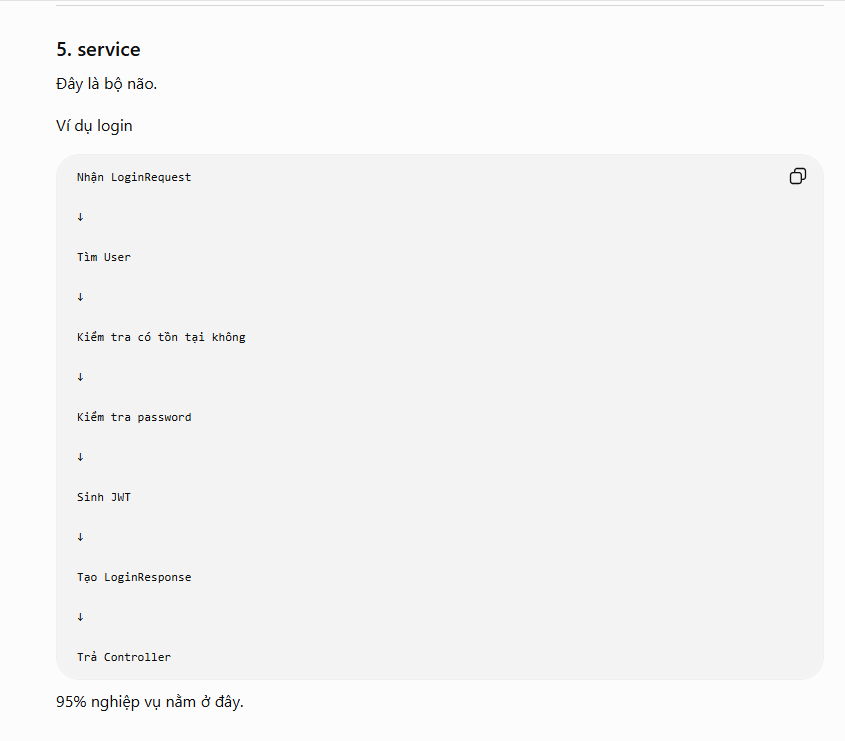 5. service
Đây là bộ não.
Ví dụ login
Nhận LoginRequest
↓
Tìm User
↓
Kiểm tra có tồn tại không
↓
Kiểm tra password
↓
Sinh JWT
↓
Tạo LoginResponse
↓
Trả Controller
95% nghiệp vụ nằm ở đây.